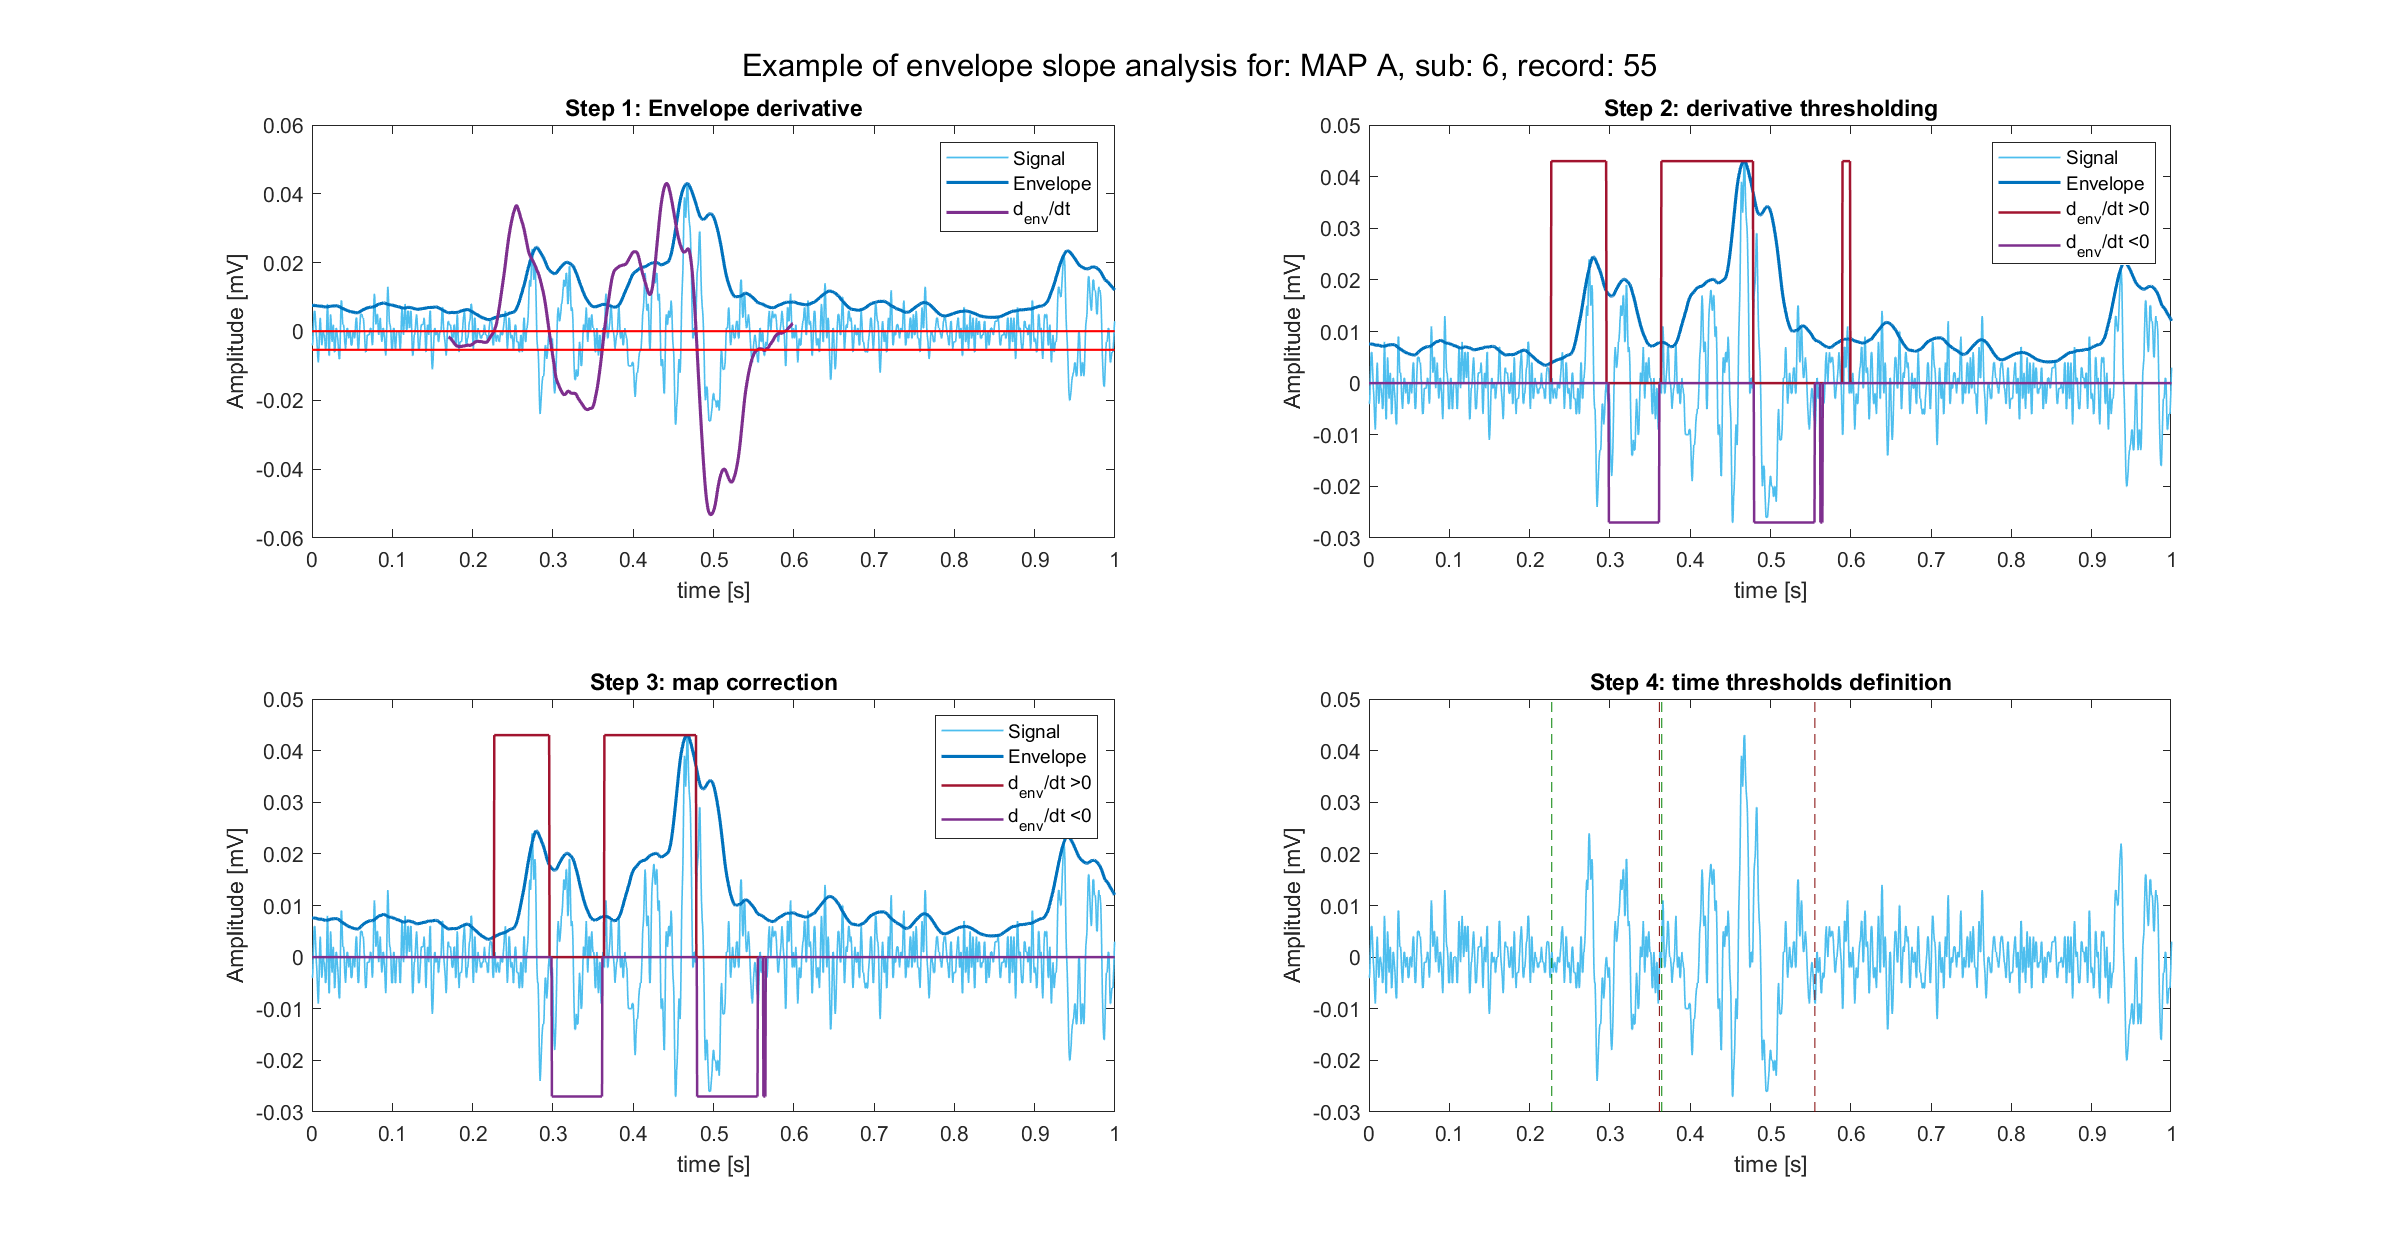 Example of envelope slope analysis for: MAP A, sub: 6, record: 55
Step 1: Envelope derivative
0.06
0.04
0.02
0
-0.02
-0.04
-0.06
Amplitude [mV]
0 0.1 0.2 0.3 0.4 0.5 0.6 0.7 0.8 0.9 1
time [s]
Signal
Envelope
denv/dt
Step 2: derivative thresholding
0.05
0.04
0.03
0.02
0.01
0
-0.01
-0.02
-0.03
Amplitude [mV]
0 0.1 0.2 0.3 0.4 0.5 0.6 0.7 0.8 0.9 1
time [s]
Signal
Envelope
denv/dt >0
denv/dt <0
Step 3: map correction
0.05
0.04
0.03
0.02
0.01
0
-0.01
-0.02
-0.03
Amplitude [mV]
0 0.1 0.2 0.3 0.4 0.5 0.6 0.7 0.8 0.9 1
time [s]
Signal
Envelope
denv/dt >0
denv/dt <0
Step 4: time thresholds definition
0.05
0.04
0.03
0.02
0.01
0
-0.01
-0.02
-0.03
Amplitude [mV]
0 0.1 0.2 0.3 0.4 0.5 0.6 0.7 0.8 0.9 1
time [s]